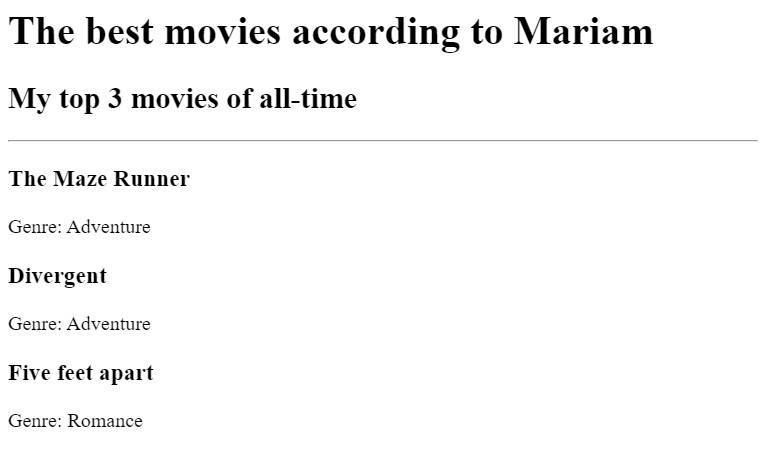 The best movies according to Mariam
My top 3 movies of all-time
The Maze Runner
Genre: Adventure
Divergent
Genre: Adventure
Five feet apart
Genre: Romance